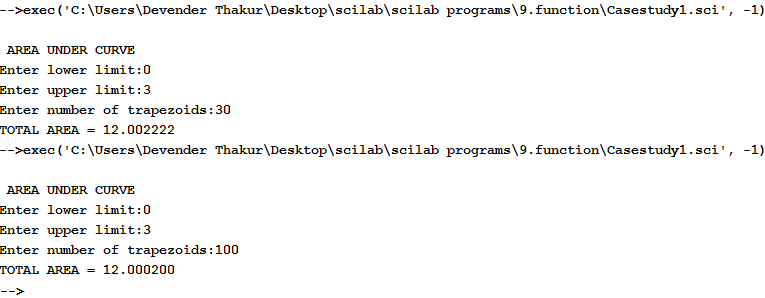 -->exec('C:\Users\Devender Thakur\Desktop\scilab\scilab programs\9.function\Casestudy1.sci', -1)
AREA UNDER CURVE
Enter lower limit:0
Enter upper limit:3
Enter number of trapezoids:30
TOTAL AREA = 12.002222
-->exec('C:\Users\Devender Thakur\Desktop\scilab\scilab programs\9.function\Casestudy1.sci', -1)
AREA UNDER CURVE
Enter lower limit:0
Enter upper limit:3
Enter number of trapezoids:100
TOTAL AREA = 12.000200
-->